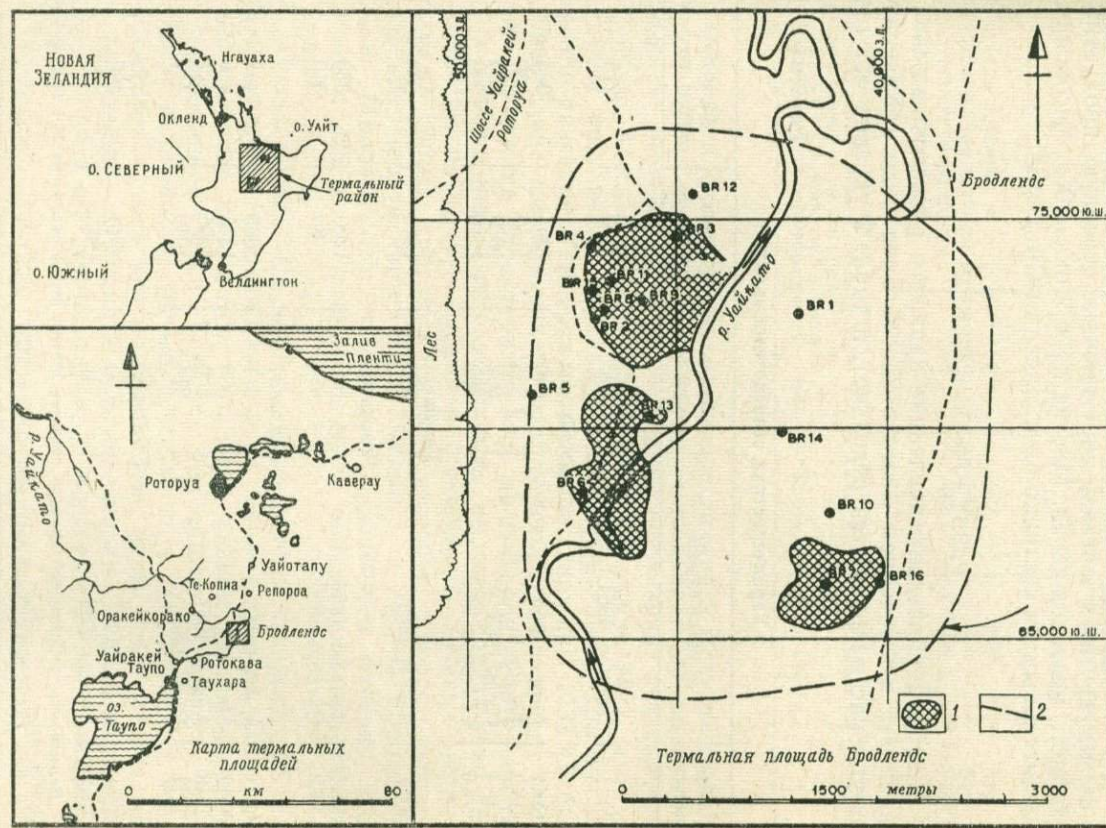 НОВАЯ
ЗЕЛАНДИЯ
Нгауаха
Окленд
о. УАЙТ
о. СЕВЕРНЫЙ
Термальный
район
о. ЮЖНЫЙ
Веллингтон
Залив
Пленти
р. Уайкато
Роторуа
Каверау
Уайотапу
Те-Копиа
Репороа
Оракейкорако
Бродлендс
Уайракей
Таупо
Ротокава
Таухара
оз.
Таупо
Карта термальных
площадей
0 км 80
50,000 з.д.
40,000 з.д.
Шоссе Уайракей-
Роторуа
Бродлендс
BR 12
75,000 ю.ш.
BR 4
BR 3
BR 11
BR 8
BR 9
BR 2
BR 1
р. Уайкато
Лес
BR 5
BR 13
BR 14
BR 6
BR 10
BR 7
BR 16
65,000 ю.ш.
1
2
Термальная площадь Бродлендс
0 1500 метры 3000